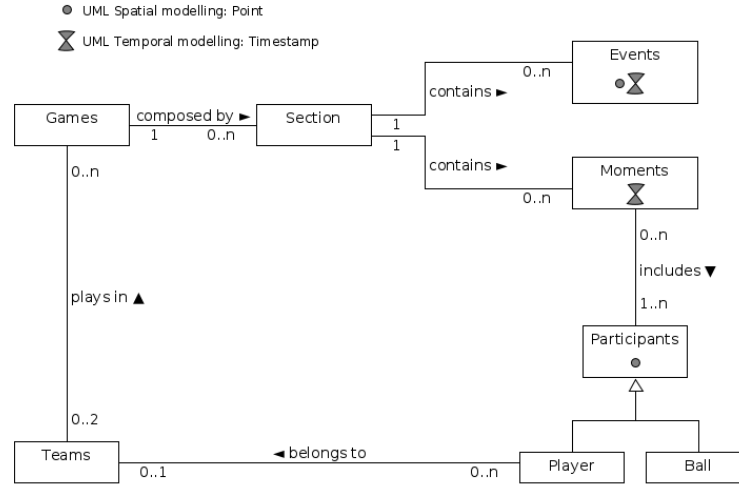 UML Spatial modelling: Point
UML Temporal modelling: Timestamp
Events
0..n
contains ►
Games
composed by ►
Section
1
0..n
1
1
contains ►
Moments
0..n
0..n
0..n
includes ▼
plays in ▲
1..n
Participants
0..2
Teams
◄ belongs to
Player
Ball
0..1
0..n